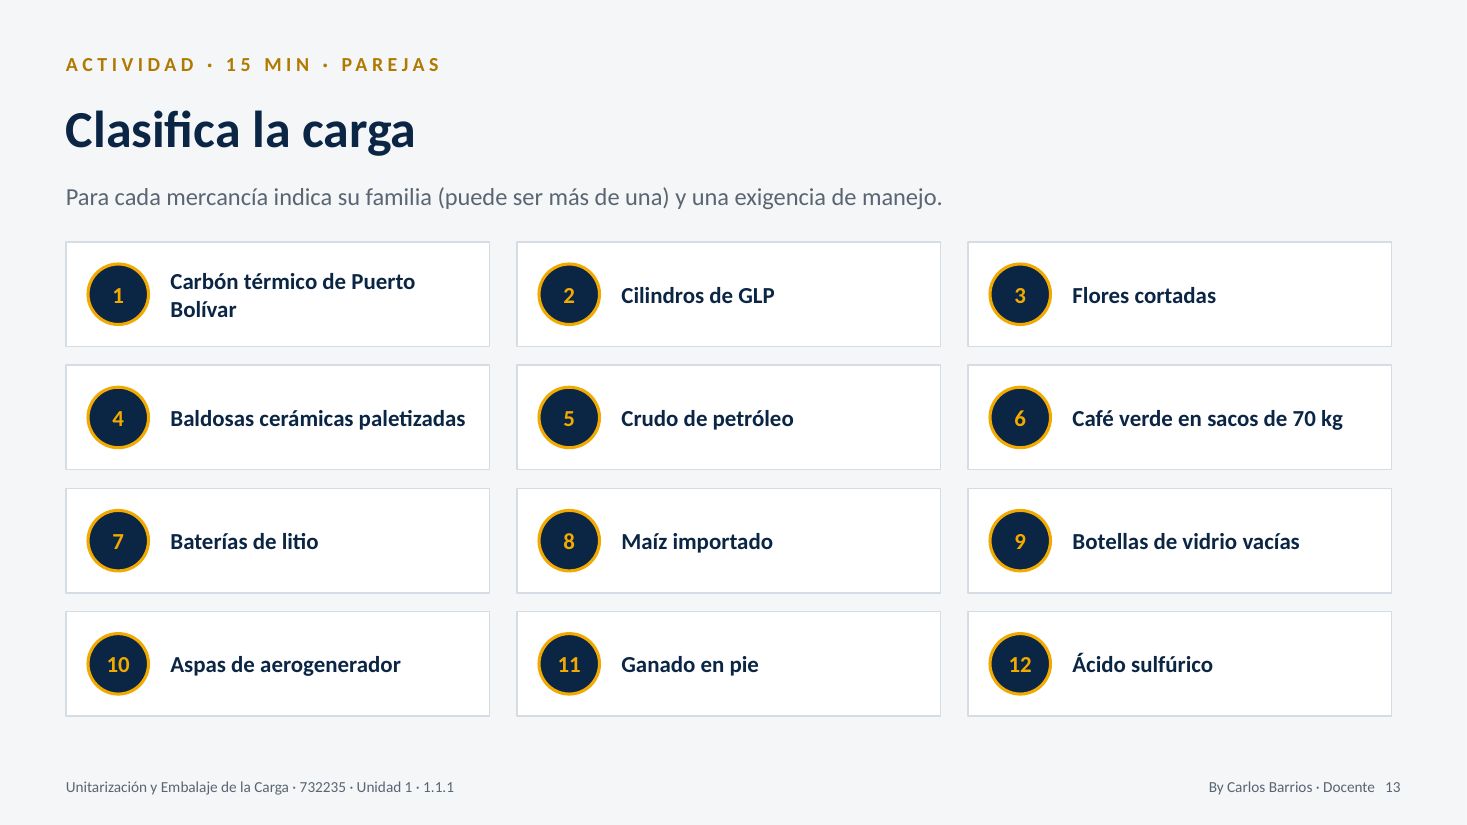 ACTIVIDAD · 15 MIN · PAREJAS
Clasifica la carga
Para cada mercancía indica su familia (puede ser más de una) y una exigencia de manejo.
1
Carbón térmico de Puerto
Bolívar
2
Cilindros de GLP
3
Flores cortadas
4
Baldosas cerámicas paletizadas
5
Crudo de petróleo
6
Café verde en sacos de 70 kg
7
Baterías de litio
8
Maíz importado
9
Botellas de vidrio vacías
10
Aspas de aerogenerador
11
Ganado en pie
12
Ácido sulfúrico
Unitarización y Embalaje de la Carga · 732235 · Unidad 1 · 1.1.1
By Carlos Barrios · Docente 13